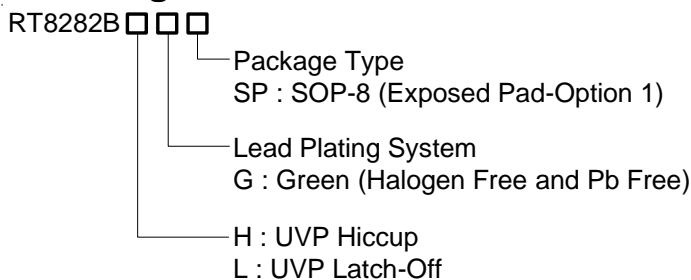 RT8282B
Package Type
SP : SOP-8 (Exposed Pad-Option 1)
Lead Plating System
G : Green (Halogen Free and Pb Free)
H : UVP Hiccup
L : UVP Latch-Off